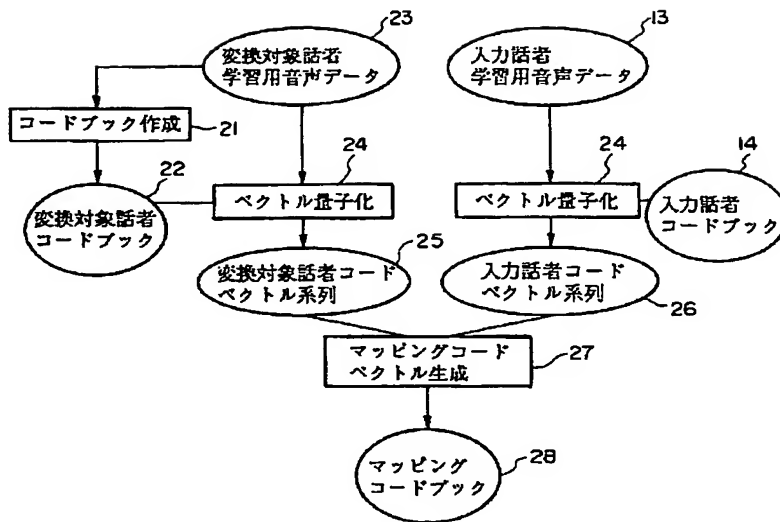 23
変換対象話者
学習用音声データ
13
入力話者
学習用音声データ
コードブック作成
21
22
変換対象話者
コードブック
24
ベクトル量子化
24
ベクトル量子化
14
入力話者
コードブック
25
変換対象話者コード
ベクトル系列
入力話者コード
ベクトル系列
26
マッピングコード
ベクトル生成
27
マッピング
コードブック
28